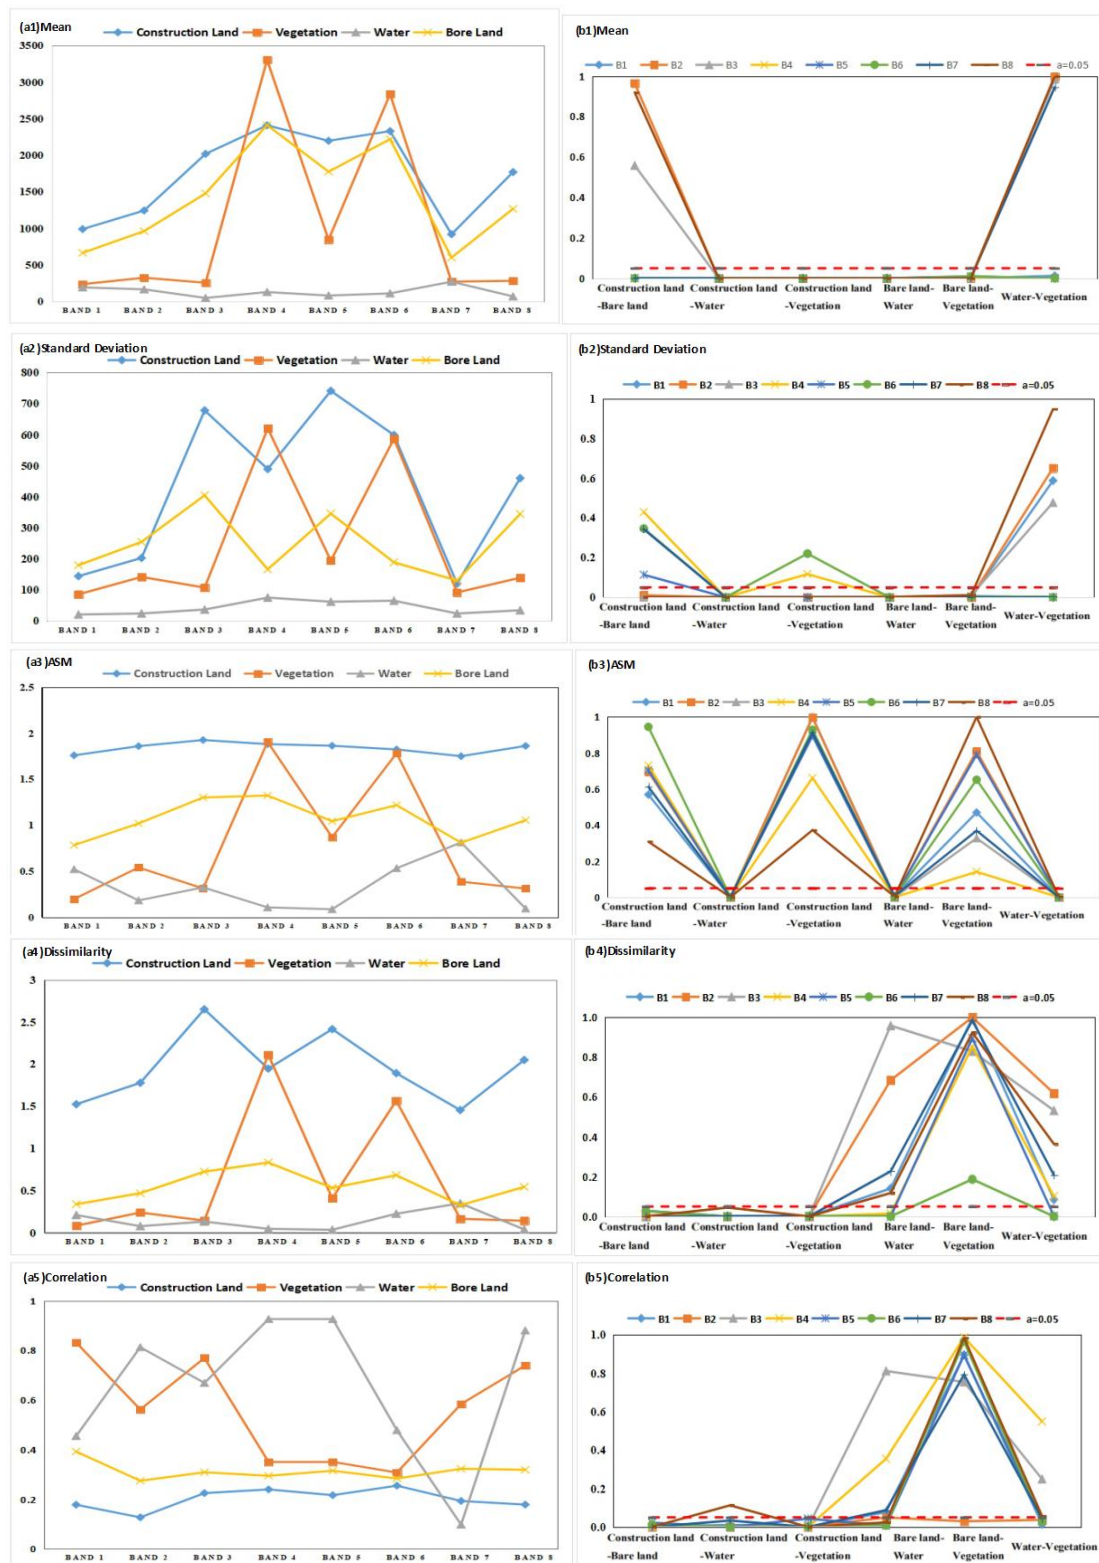 (a1)Mean
Construction Land Vegetation Water Bore Land
3500
3000
2500
2000
1500
1000
500
0
BAND 1 BAND 2 BAND 3 BAND 4 BAND 5 BAND 6 BAND 7 BAND 8
(b1)Mean
B1 B2 B3 B4 B5 B6 B7 B8 a=0.05
1
0.8
0.6
0.4
0.2
0
Construction land Construction land Construction land Bare land- Bare land- Water-Vegetation
-Bare land -Water -Vegetation Water Vegetation
(a2)Standard Deviation
Construction Land Vegetation Water Bore Land
800
700
600
500
400
300
200
100
0
BAND 1 BAND 2 BAND 3 BAND 4 BAND 5 BAND 6 BAND 7 BAND 8
(b2)Standard Deviation
B1 B2 B3 B4 B5 B6 B7 B8 a=0.05
1
0.8
0.6
0.4
0.2
0
Construction land Construction land Construction land Bare land- Bare land- Water-Vegetation
-Bare land -Water -Vegetation Water Vegetation
(a3)ASM
Construction Land Vegetation Water Bore Land
2.5
2
1.5
1
0.5
0
BAND 1 BAND 2 BAND 3 BAND 4 BAND 5 BAND 6 BAND 7 BAND 8
(b3)ASM
B1 B2 B3 B4 B5 B6 B7 B8 a=0.05
1
0.8
0.6
0.4
0.2
0
Construction land Construction land Construction land Bare land- Bare land- Water-Vegetation
-Bare land -Water -Vegetation Water Vegetation
(a4)Dissimilarity
Construction Land Vegetation Water Bore Land
3
2.5
2
1.5
1
0.5
0
BAND 1 BAND 2 BAND 3 BAND 4 BAND 5 BAND 6 BAND 7 BAND 8
(b4)Dissimilarity
B1 B2 B3 B4 B5 B6 B7 B8 a=0.05
1.0
0.8
0.6
0.4
0.2
0.0
Construction land Construction land Construction land Bare land- Bare land- Water-Vegetation
-Bare land -Water -Vegetation Water Vegetation
(a5)Correlation
Construction Land Vegetation Water Bore Land
1
0.8
0.6
0.4
0.2
0
BAND 1 BAND 2 BAND 3 BAND 4 BAND 5 BAND 6 BAND 7 BAND 8
(b5)Correlation
B1 B2 B3 B4 B5 B6 B7 B8 a=0.05
1.0
0.8
0.6
0.4
0.2
0.0
Construction land Construction land Construction land Bare land- Bare land- Water-Vegetation
-Bare land -Water -Vegetation Water Vegetation